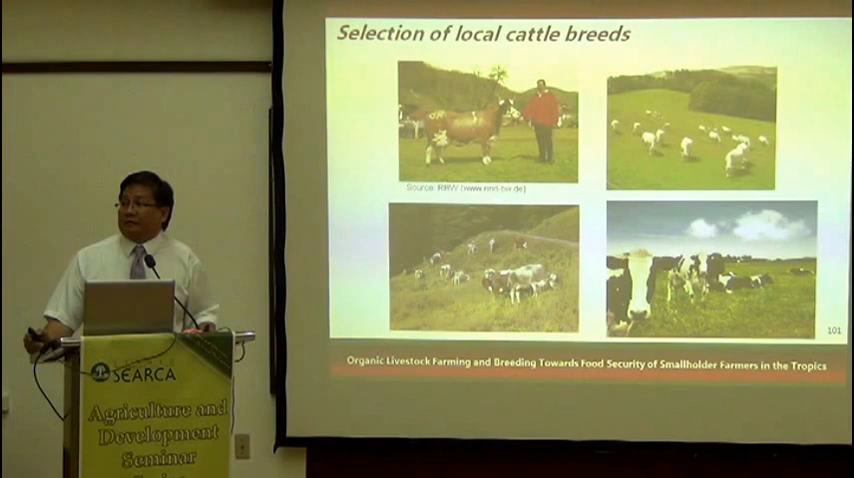 Selection of local cattle breeds
Source: RBW (www.rind-bw.de)
101
Organic Livestock Farming and Breeding Towards Food Security of Smallholder Farmers in the Tropics
SEARCA
Agriculture and
Development
Seminar